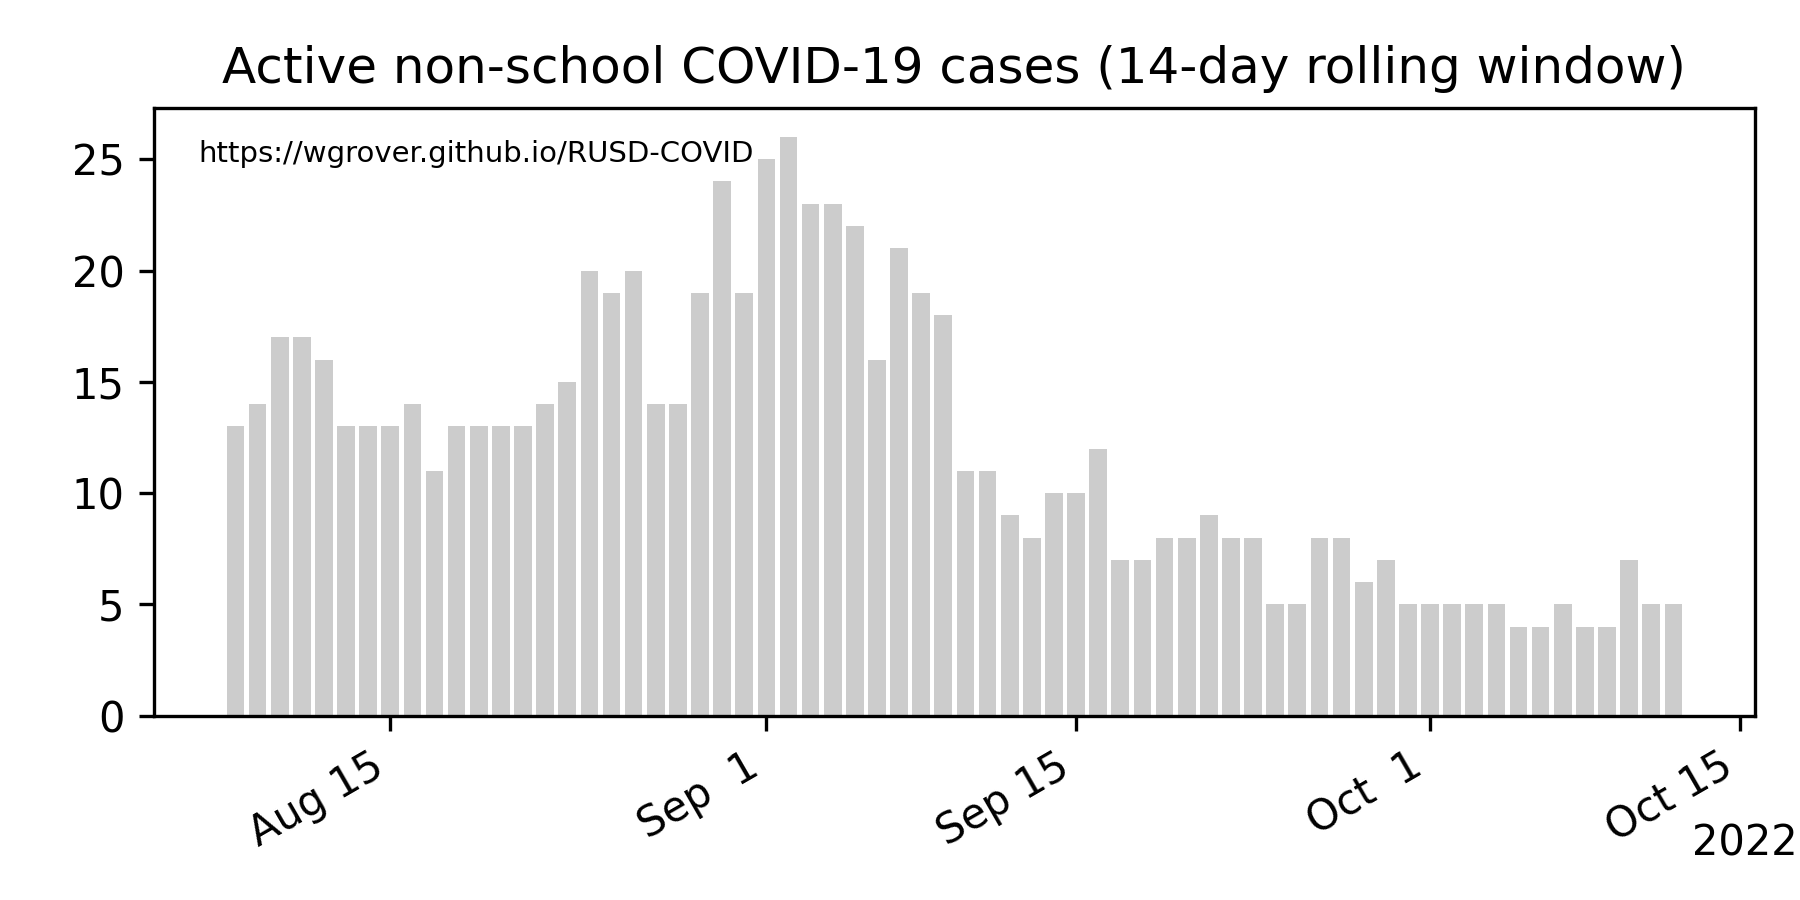 Active non-school COVID-19 cases (14-day rolling window)
https://wgrover.github.io/RUSD-COVID
25
20
15
10
5
0
Aug 15
Sep 1
Sep 15
Oct 1
Oct 15
2022